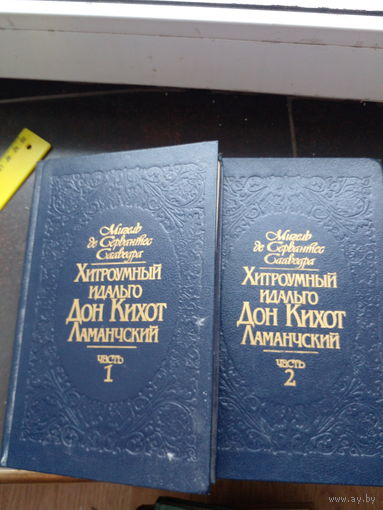 Мигель
де Сервантес
Сааведра
Хитроумный
идальго
Дон Кихот
Ламанчский
часть
1
Мигель
де Сервантес
Сааведра
Хитроумный
идальго
Дон Кихот
Ламанчский
часть
2
www.ay.by